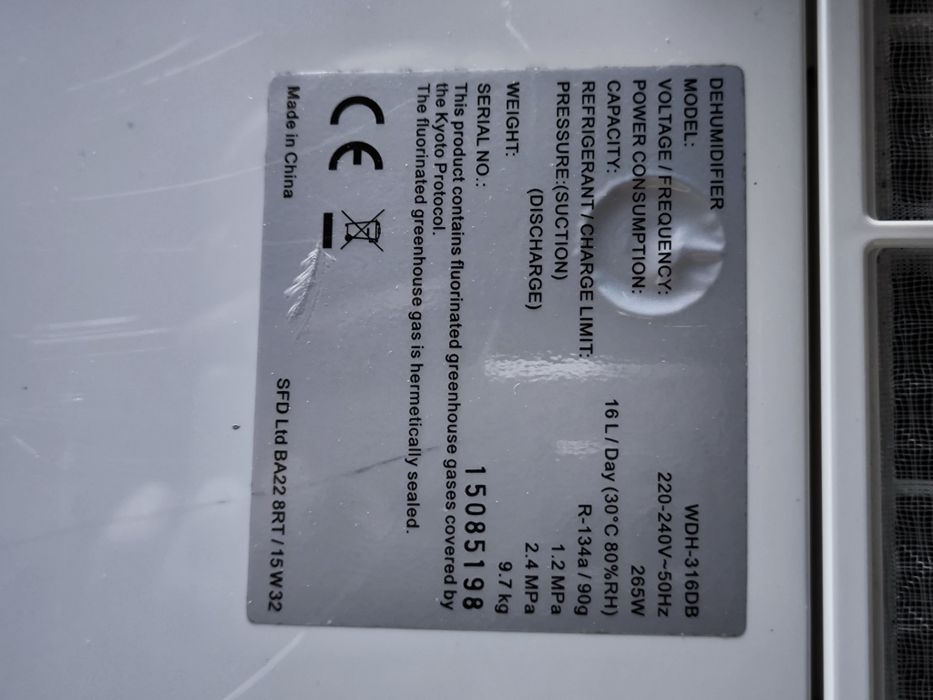 DEHUMIDIFIER
MODEL: WDH-316DB
VOLTAGE / FREQUENCY: 220-240V~50Hz
POWER CONSUMPTION: 265W
CAPACITY: 16 L / Day (30°C 80%RH)
REFRIGERANT / CHARGE LIMIT: R-134a / 90g
PRESSURE:(SUCTION) 1.2 MPa
(DISCHARGE) 2.4 MPa
WEIGHT: 9.7 kg
SERIAL NO.: 15085198
This product contains fluorinated greenhouse gases covered by
the Kyoto Protocol.
The fluorinated greenhouse gas is hermetically sealed.
CE
Made in China SFD Ltd BA22 8RT / 15 W 32